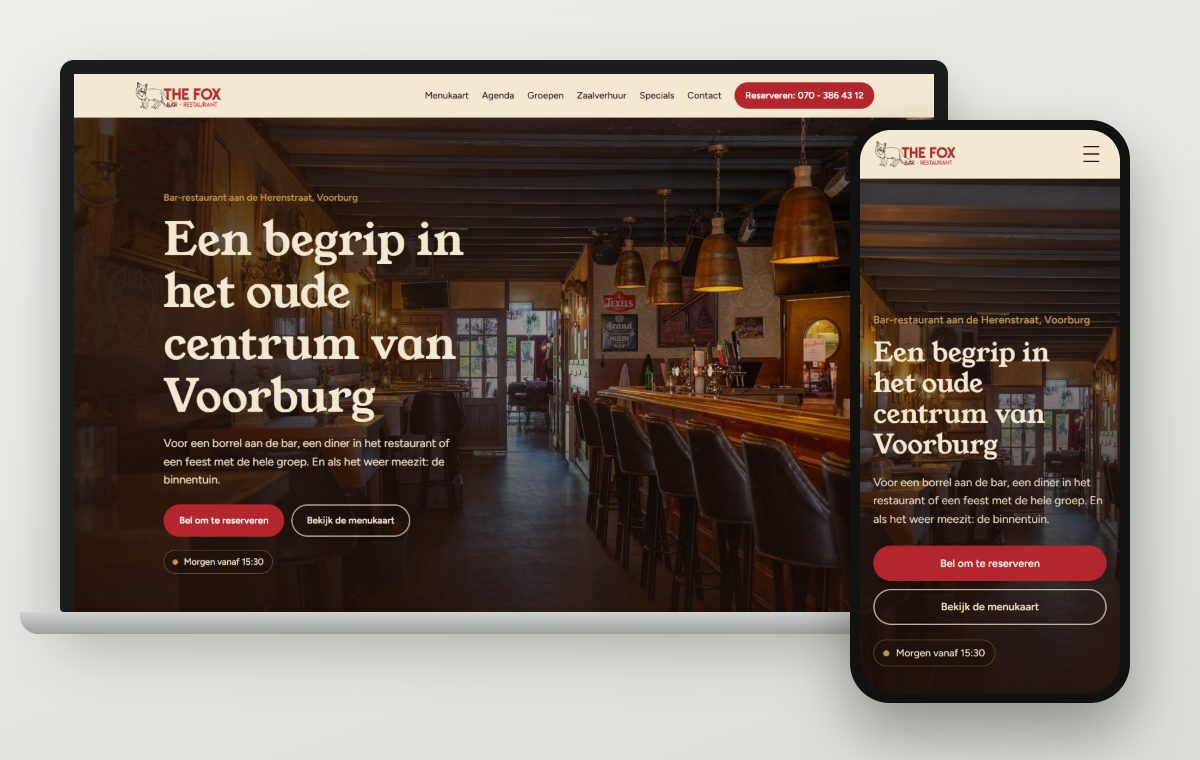 THE FOX
BAR - RESTAURANT
Menukaart Agenda Groepen Zaalverhuur Specials Contact Reserveren: 070 - 386 43 12
Bar-restaurant aan de Herenstraat, Voorburg
Een begrip in
het oude
centrum van
Voorburg
Voor een borrel aan de bar, een diner in het restaurant of
een feest met de hele groep. En als het weer meezit: de
binnentuin.
Bel om te reserveren Bekijk de menukaart
Morgen vanaf 15:30
TEXELS
THE FOX
BAR - RESTAURANT
Bar-restaurant aan de Herenstraat, Voorburg
Een begrip in
het oude
centrum van
Voorburg
Voor een borrel aan de bar, een diner in het
restaurant of een feest met de hele groep. En
als het weer meezit: de binnentuin.
Bel om te reserveren
Bekijk de menukaart
Morgen vanaf 15:30